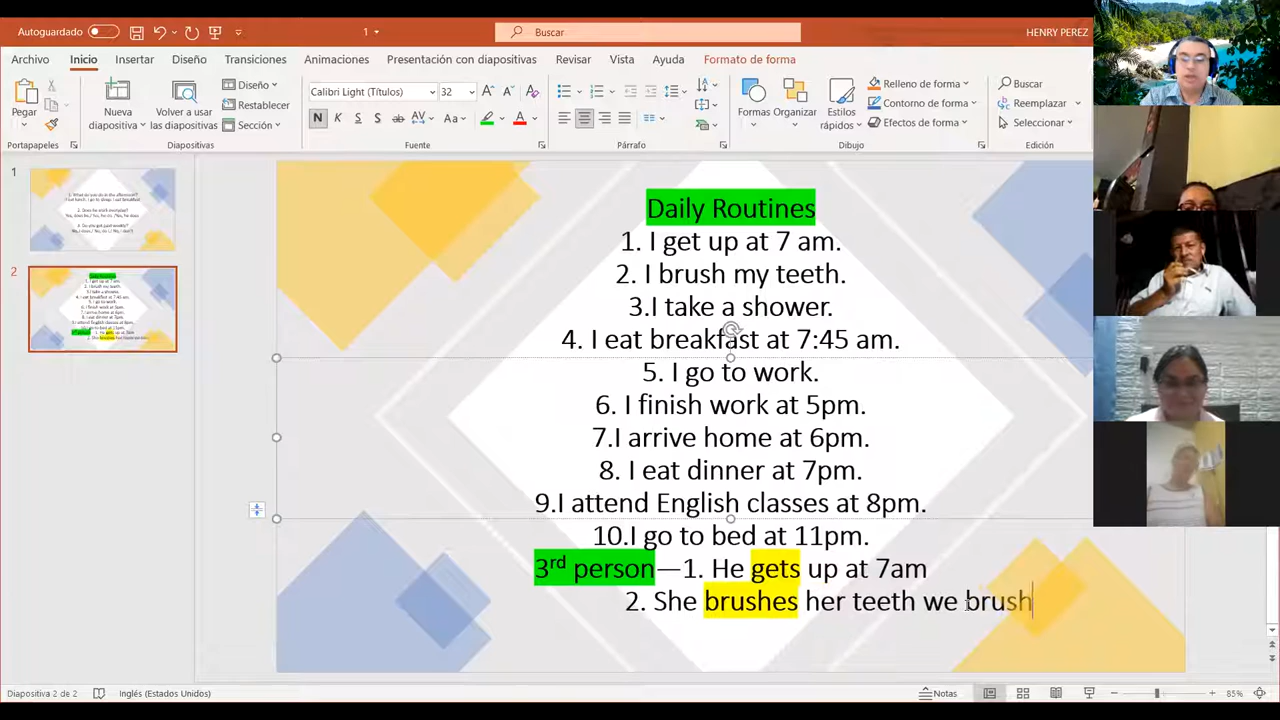 Autoguardado
1
Buscar
HENRY PEREZ
Archivo Inicio Insertar Diseño Transiciones Animaciones Presentación con diapositivas Revisar Vista Ayuda Formato de forma
Pegar
Nueva diapositiva
Volver a usar las diapositivas
Diseño
Restablecer
Sección
Calibri Light (Títulos) 32
N K S ab AV Aa A
Formas
Organizar
Estilos rápidos
Relleno de forma
Contorno de forma
Efectos de forma
Buscar
Reemplazar
Seleccionar
Portapapeles Diapositivas Fuente Párrafo Dibujo Edición
1
2
Daily Routines
1. I get up at 7 am.
2. I brush my teeth.
3.I take a shower.
4. I eat breakfast at 7:45 am.
5. I go to work.
6. I finish work at 5pm.
7.I arrive home at 6pm.
8. I eat dinner at 7pm.
9.I attend English classes at 8pm.
10.I go to bed at 11pm.
3rd person—1. He gets up at 7am
2. She brushes her teeth we brush
Diapositiva 2 de 2
Inglés (Estados Unidos)
Notas
85%